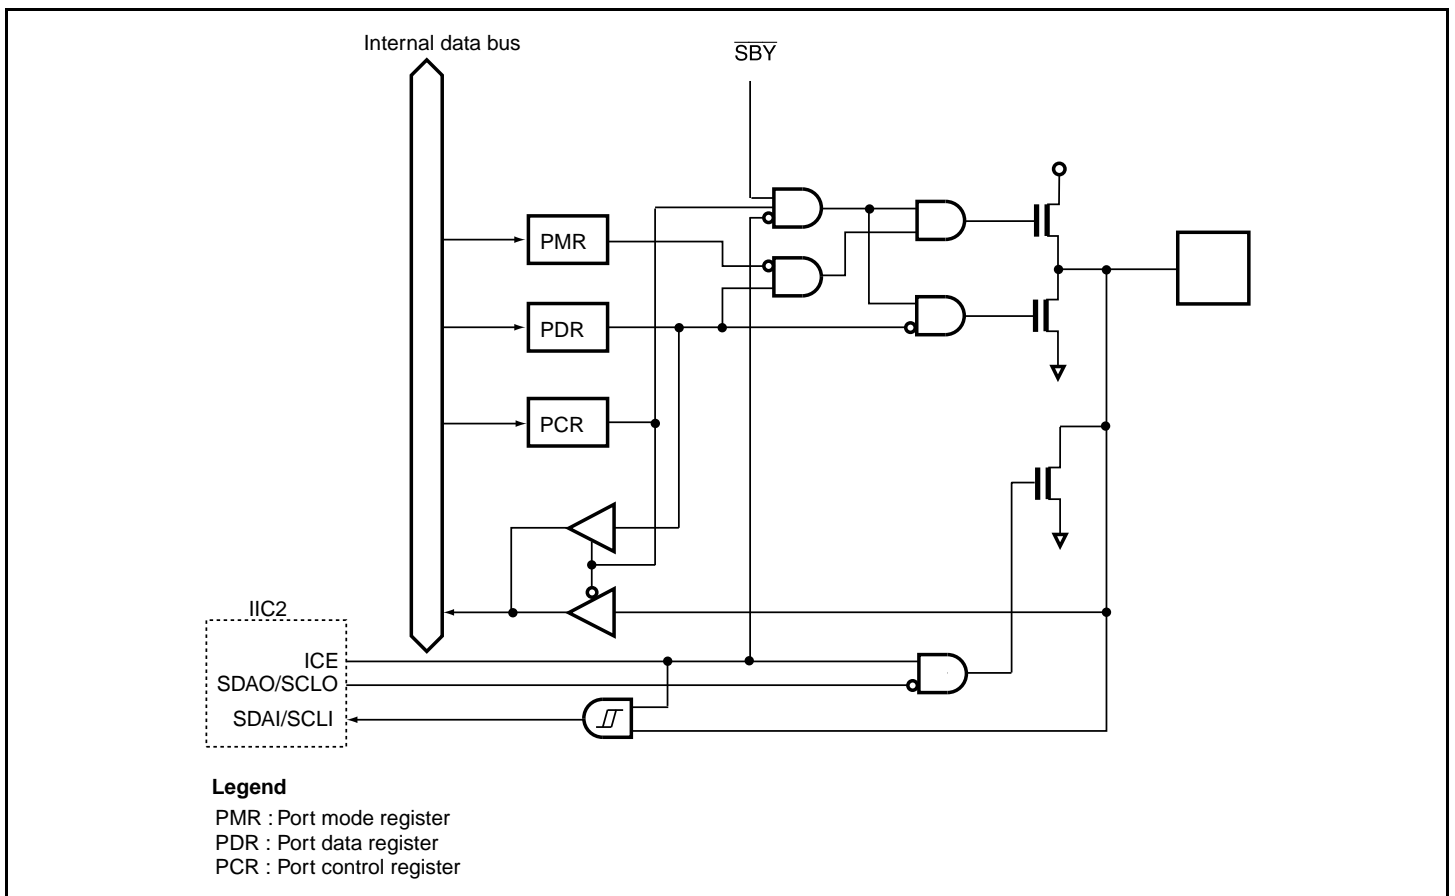 Internal data bus
SBY
PMR
PDR
PCR
IIC2
ICE
SDAO/SCLO
SDAI/SCLI
Legend
PMR : Port mode register
PDR : Port data register
PCR : Port control register